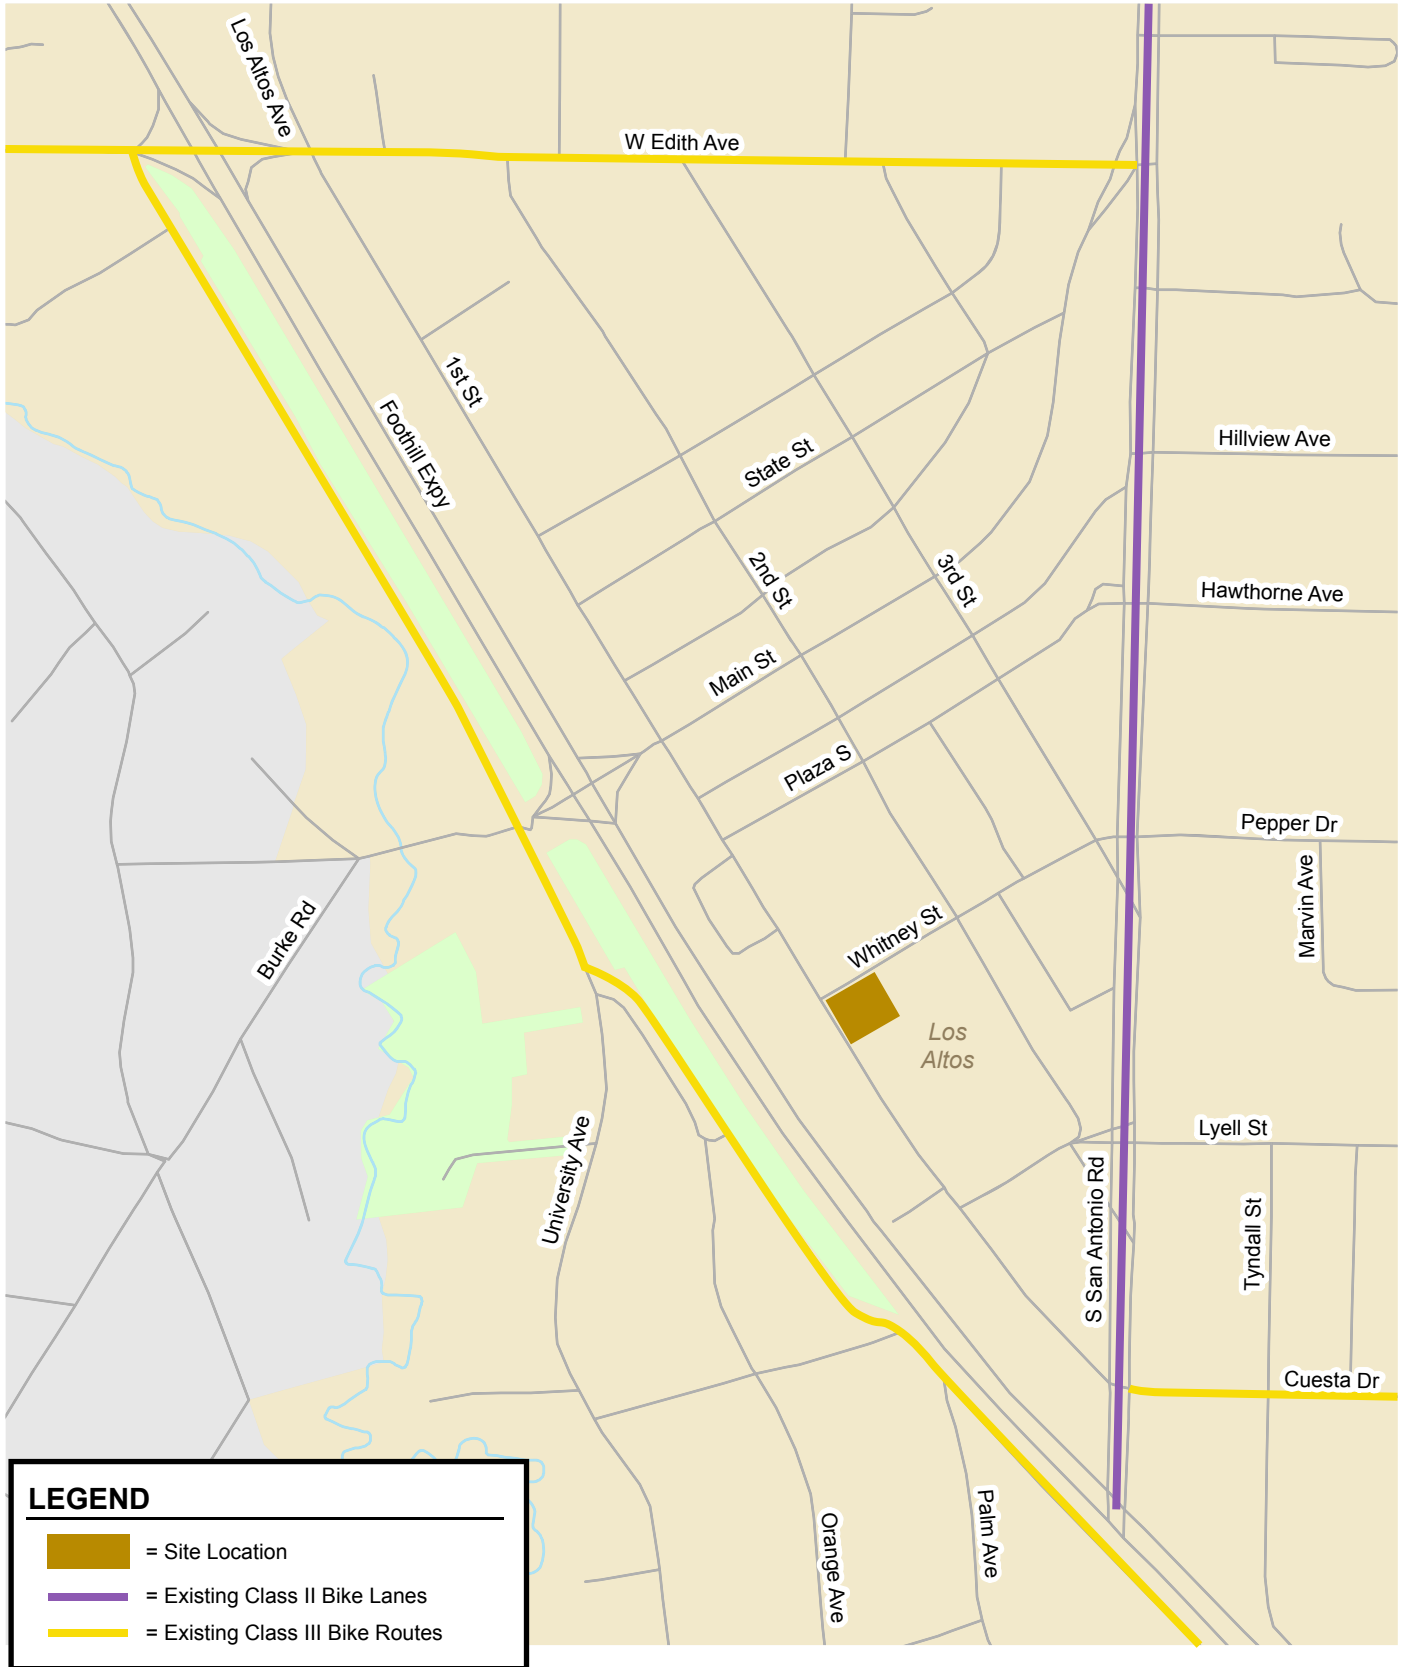 Los Altos Ave
W Edith Ave
1st St
Foothill Expy
State St
Hillview Ave
2nd St
3rd St
Hawthorne Ave
Main St
Plaza S
Pepper Dr
Marvin Ave
Burke Rd
Whitney St
Los
Altos
University Ave
Lyell St
S San Antonio Rd
Tyndall St
Cuesta Dr
Palm Ave
Orange Ave
LEGEND
= Site Location
= Existing Class II Bike Lanes
= Existing Class III Bike Routes